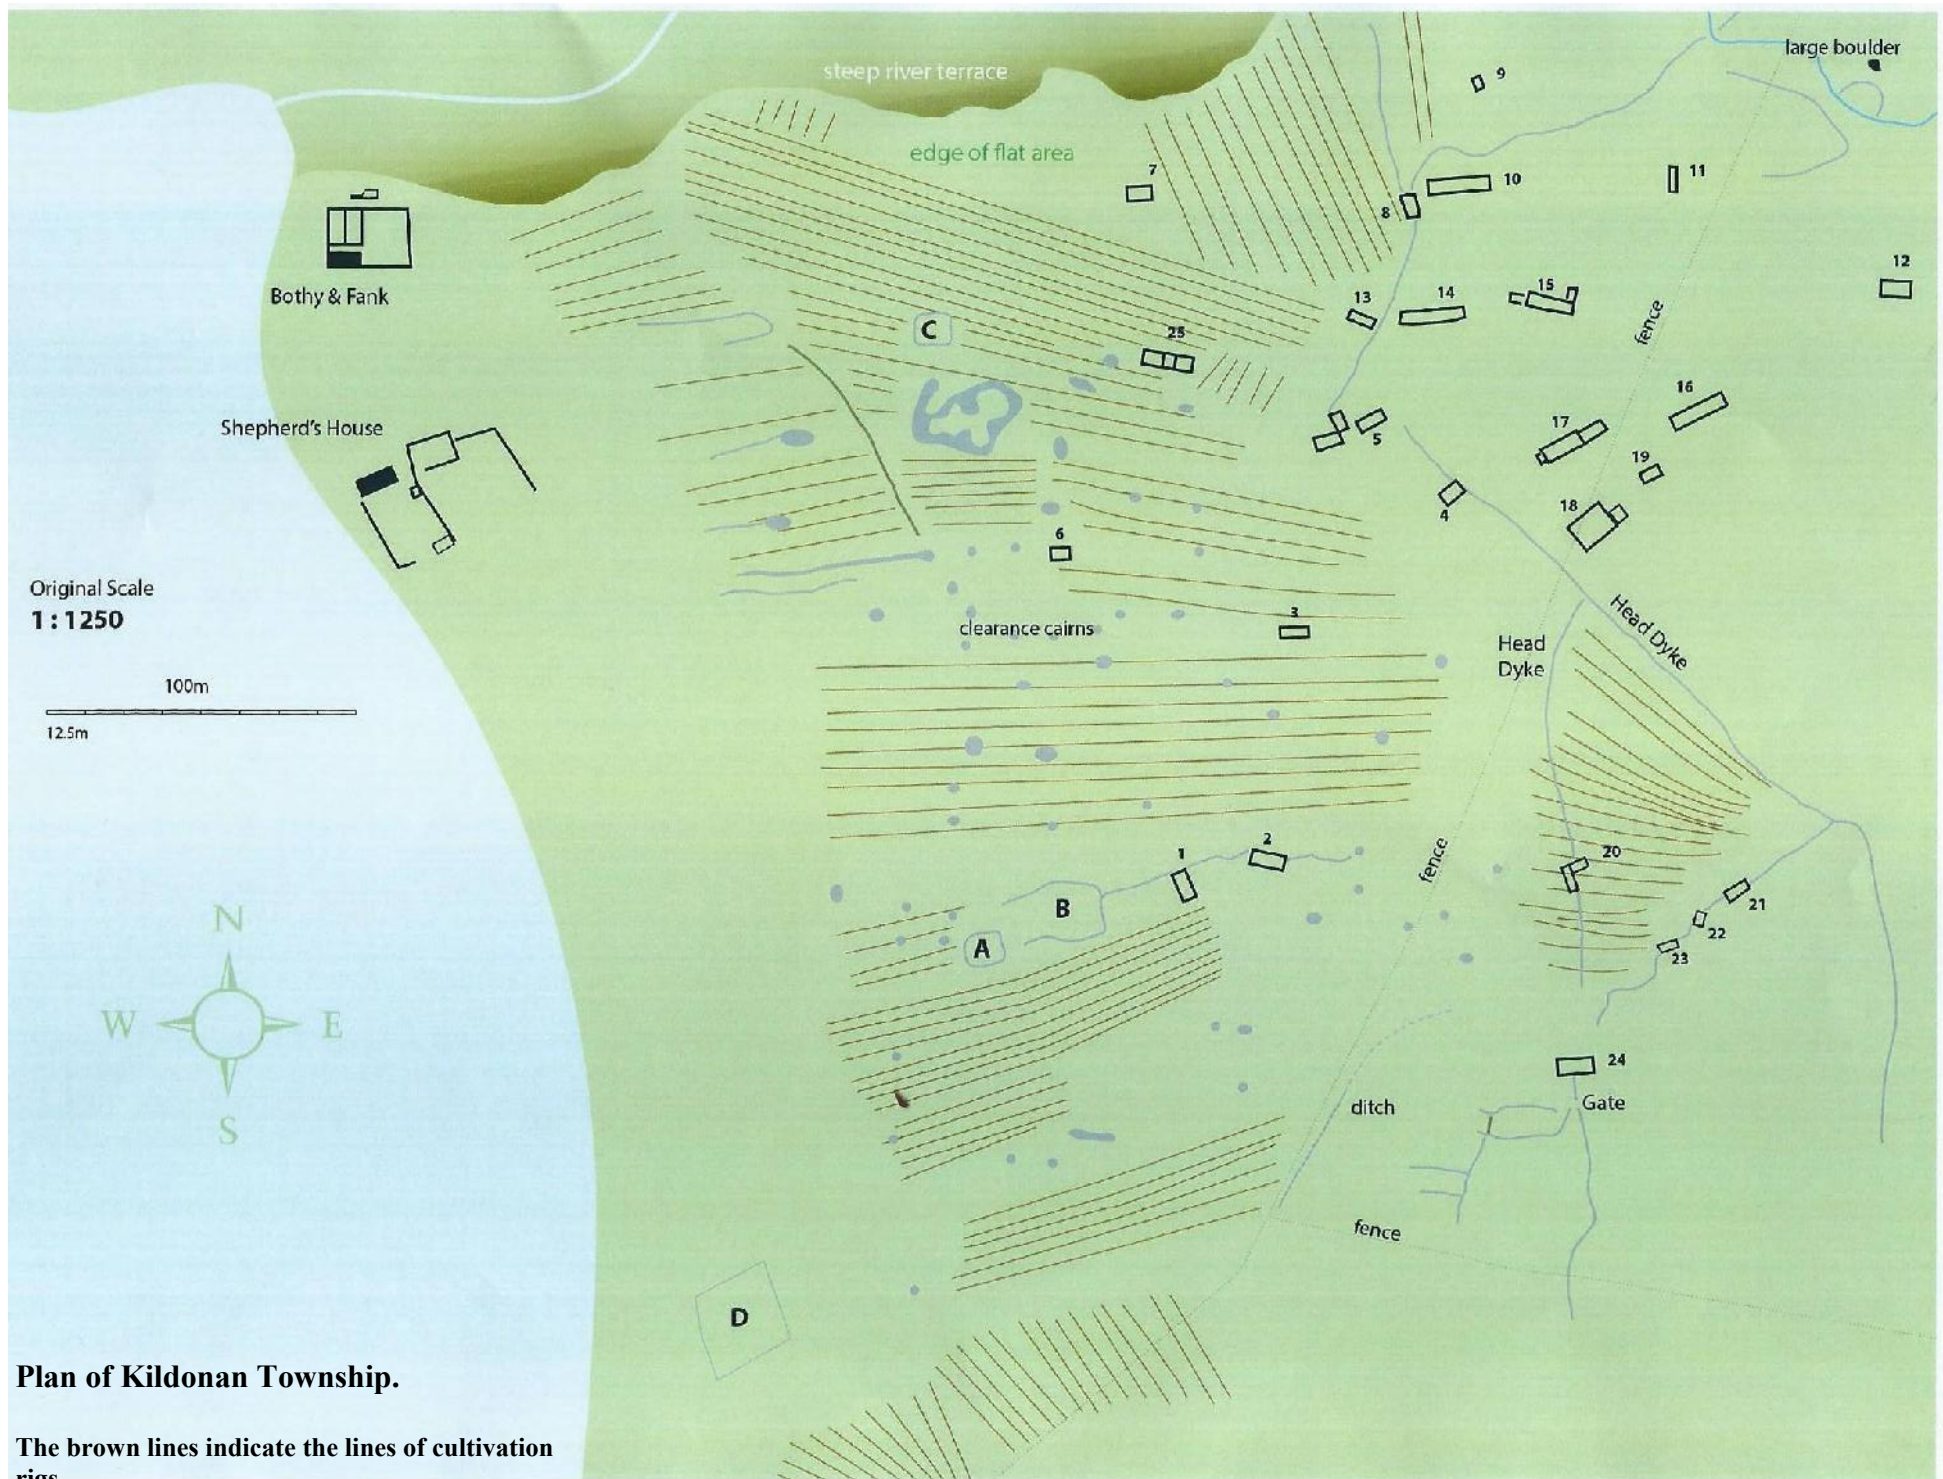 large boulder
steep river terrace
9
edge of flat area
7
11
10
8
12
Bothy & Fank
15
14
13
fence
C
25
16
Shepherd's House
17
5
19
18
4
6
Original Scale
1 : 1250
Head Dyke
3
clearance cairns
Head
Dyke
100m
12.5m
2
fence
1
20
B
21
N
22
A
23
W E
24
Gate
ditch
S
fence
D
Plan of Kildonan Township.
The brown lines indicate the lines of cultivation
rigs